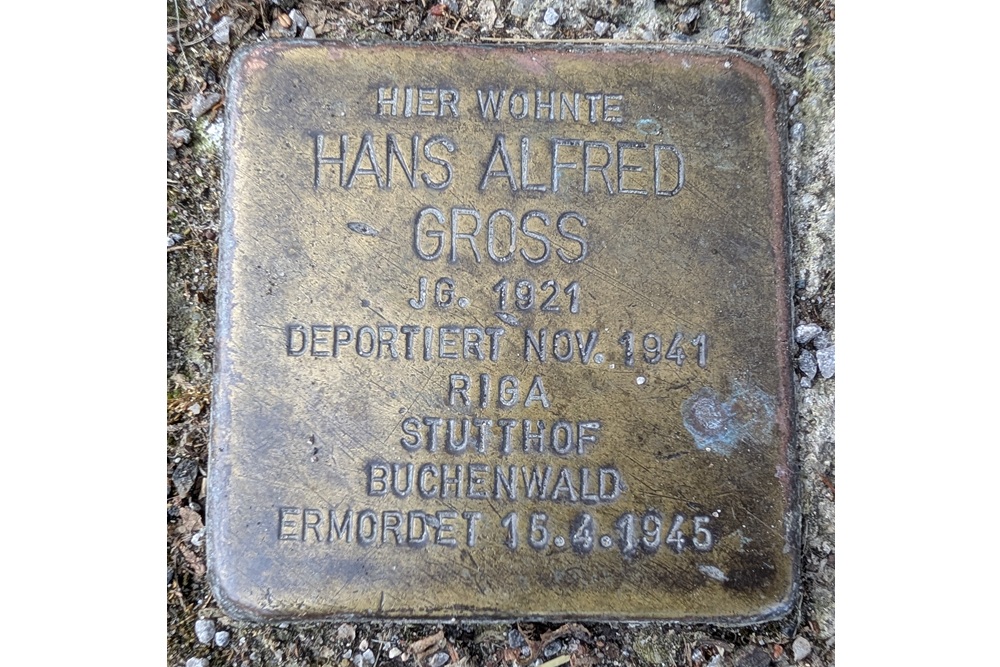 HIER WOHNTE
HANS ALFRED
GROSS
JG. 1921
DEPORTIERT NOV. 1941
RIGA
STUTTHOF
BUCHENWALD
ERMORDET 15.4.1945